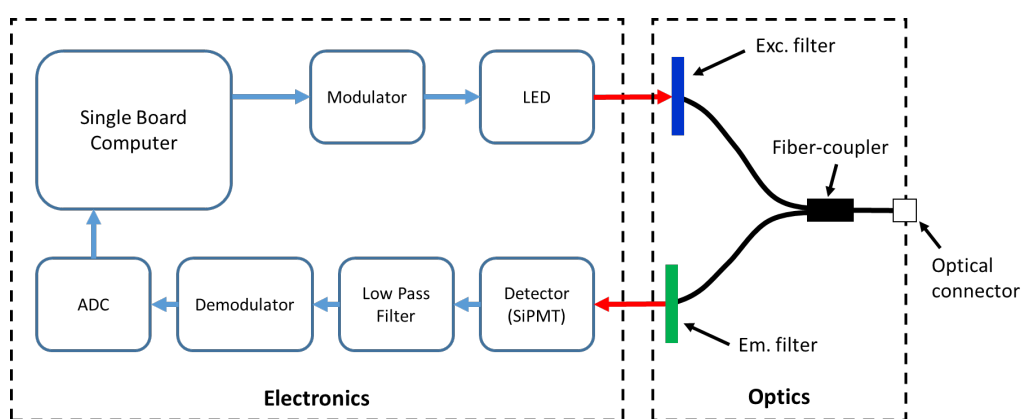 Exc. filter
Single Board
Computer
Modulator
LED
Fiber-coupler
Optical
connector
ADC
Demodulator
Low Pass
Filter
Detector
(SiPMT)
Em. filter
Electronics
Optics